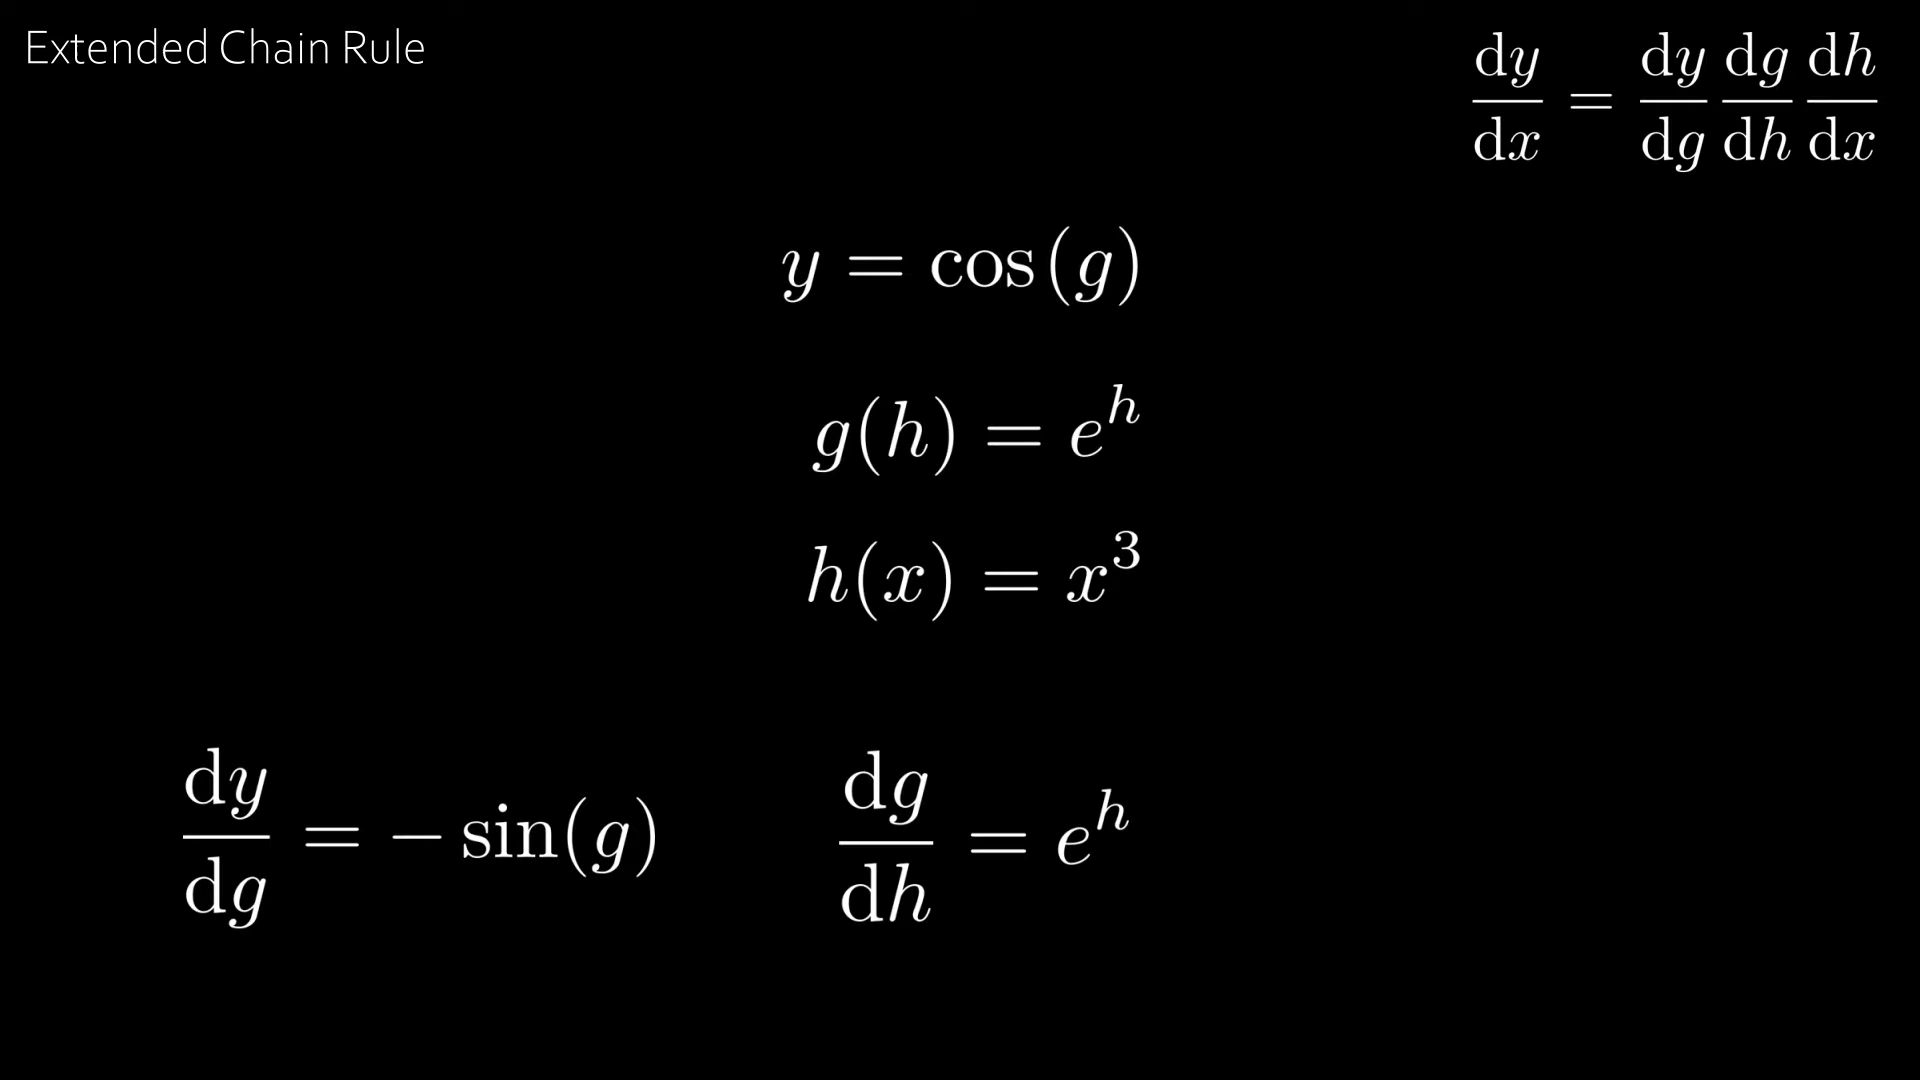 Extended Chain Rule
dy/dx = dy/dg dg/dh dh/dx
y = cos(g)
g(h) = e^h
h(x) = x^3
dy/dg = − sin(g)
dg/dh = e^h